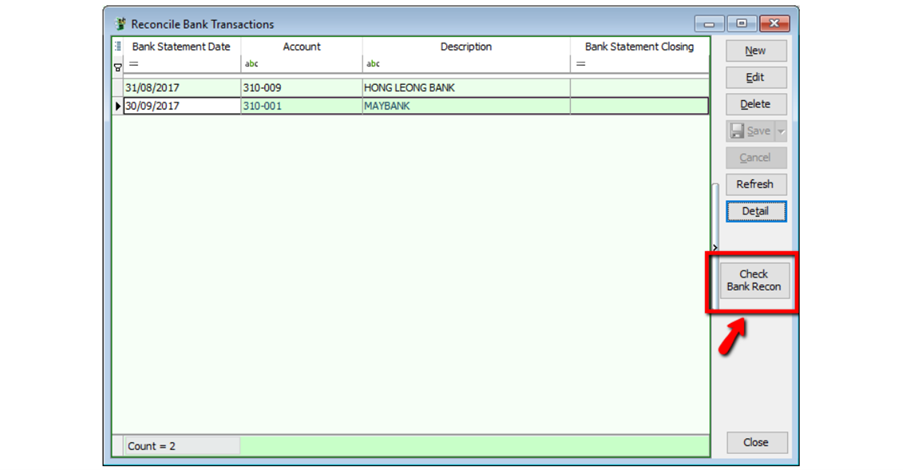 Reconcile Bank Transactions
Bank Statement Date Account Description Bank Statement Closing
= abc abc =
31/08/2017 310-009 HONG LEONG BANK
30/09/2017 310-001 MAYBANK
Count = 2
New
Edit
Delete
Save
Cancel
Refresh
Detail
Check
Bank Recon
Close